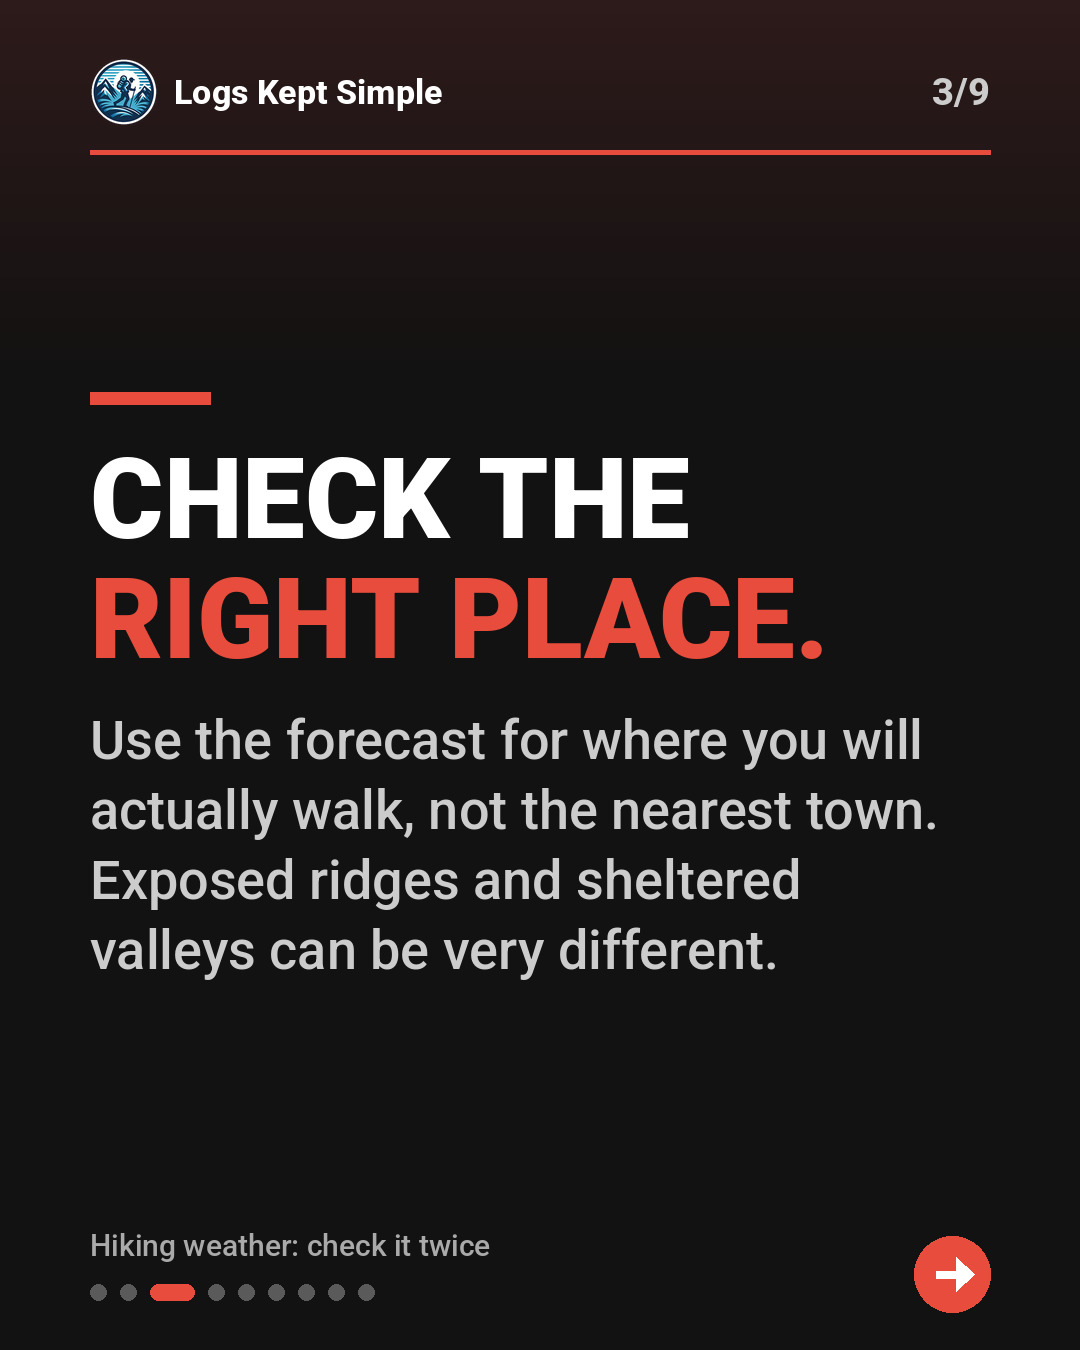 Logs Kept Simple
3/9
CHECK THE
RIGHT PLACE.
Use the forecast for where you will
actually walk, not the nearest town.
Exposed ridges and sheltered
valleys can be very different.
Hiking weather: check it twice